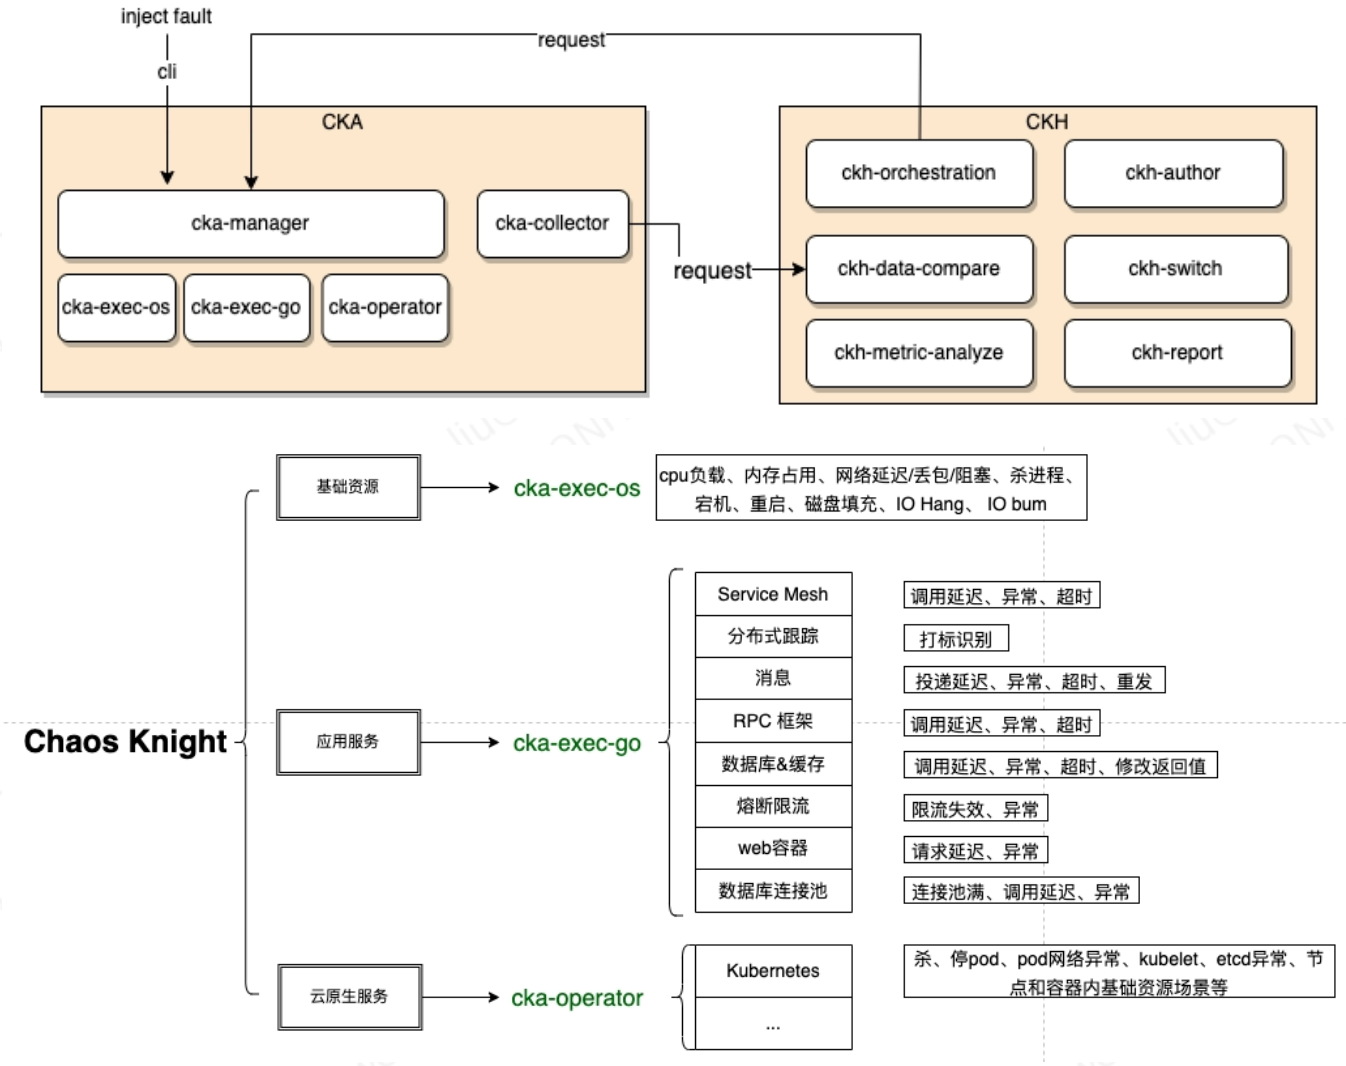 inject fault
cli
request
CKA
cka-manager
cka-collector
cka-exec-os
cka-exec-go
cka-operator
request
CKH
ckh-orchestration
ckh-author
ckh-data-compare
ckh-switch
ckh-metric-analyze
ckh-report
Chaos Knight
基础资源
cka-exec-os
cpu负载、内存占用、网络延迟/丢包/阻塞、杀进程、
宕机、重启、磁盘填充、IO Hang、 IO bum
应用服务
cka-exec-go
Service Mesh
调用延迟、异常、超时
分布式跟踪
打标识别
消息
投递延迟、异常、超时、重发
RPC 框架
调用延迟、异常、超时
数据库&缓存
调用延迟、异常、超时、修改返回值
熔断限流
限流失效、异常
web容器
请求延迟、异常
数据库连接池
连接池满、调用延迟、异常
云原生服务
cka-operator
Kubernetes
杀、停pod、pod网络异常、kubelet、etcd异常、节
点和容器内基础资源场景等
...